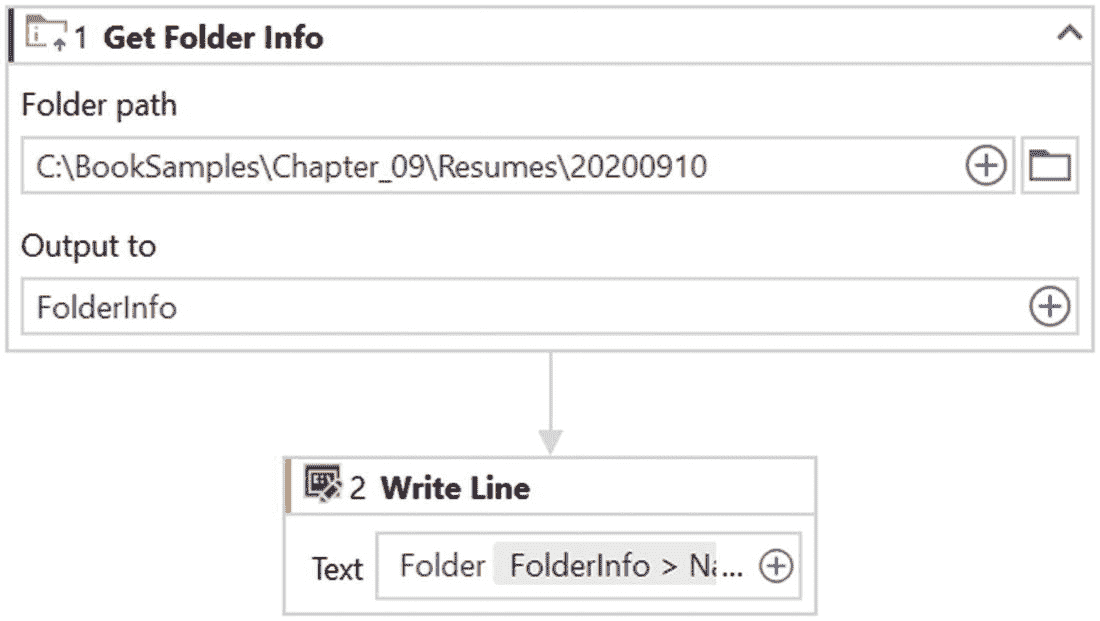 1 Get Folder Info
Folder path
C:\BookSamples\Chapter_09\Resumes\20200910
Output to
FolderInfo
2 Write Line
Text Folder FolderInfo > Na...